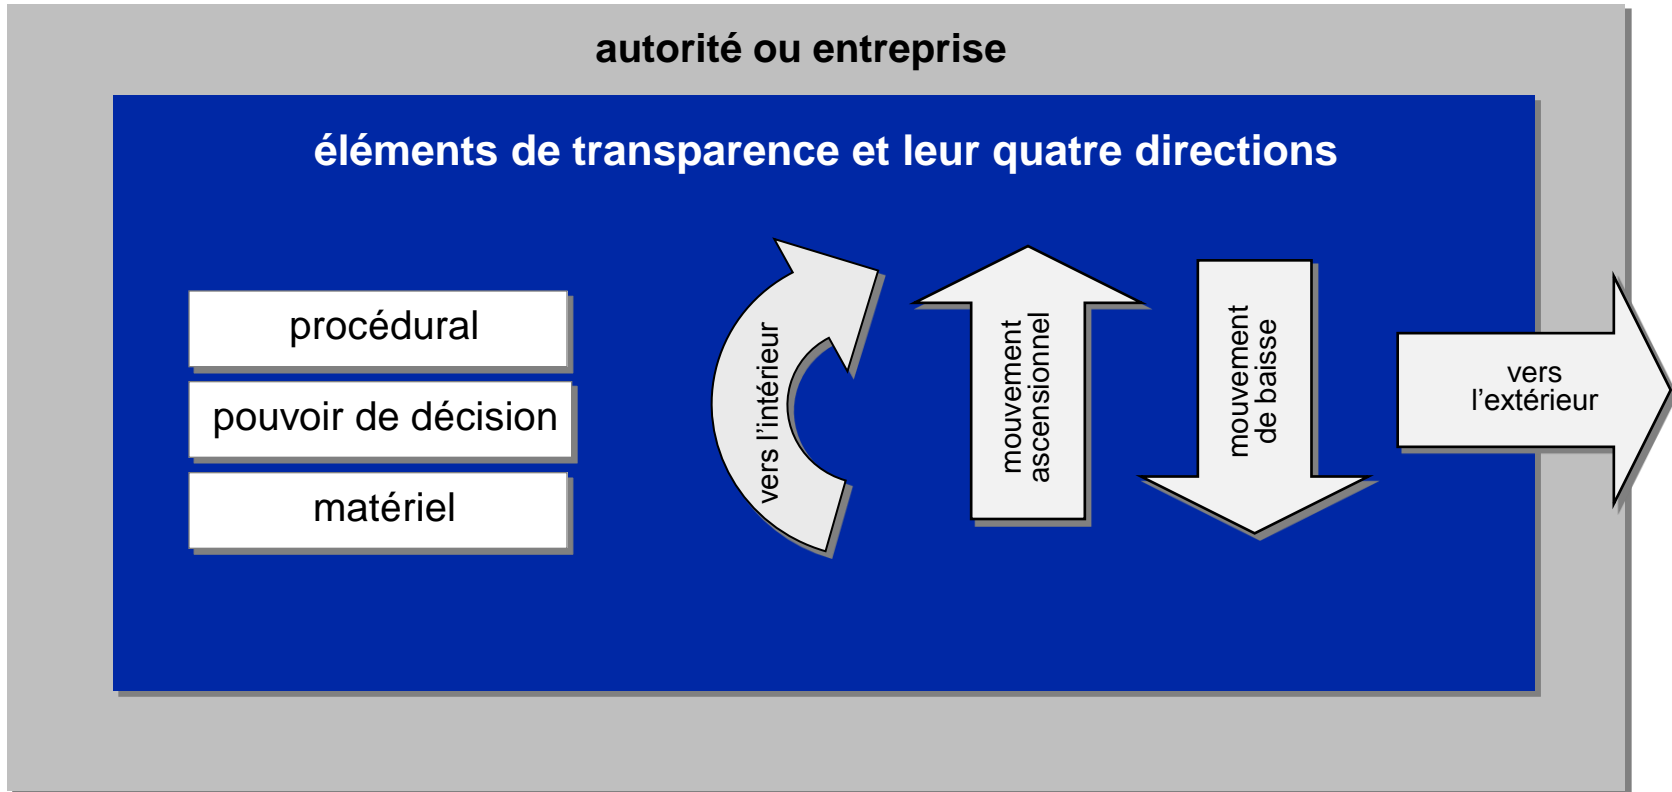 autorité ou entreprise
éléments de transparence et leur quatre directions
procédural
pouvoir de décision
matériel
vers l'intérieur
mouvement
ascensionnel
mouvement
de baisse
vers
l'extérieur